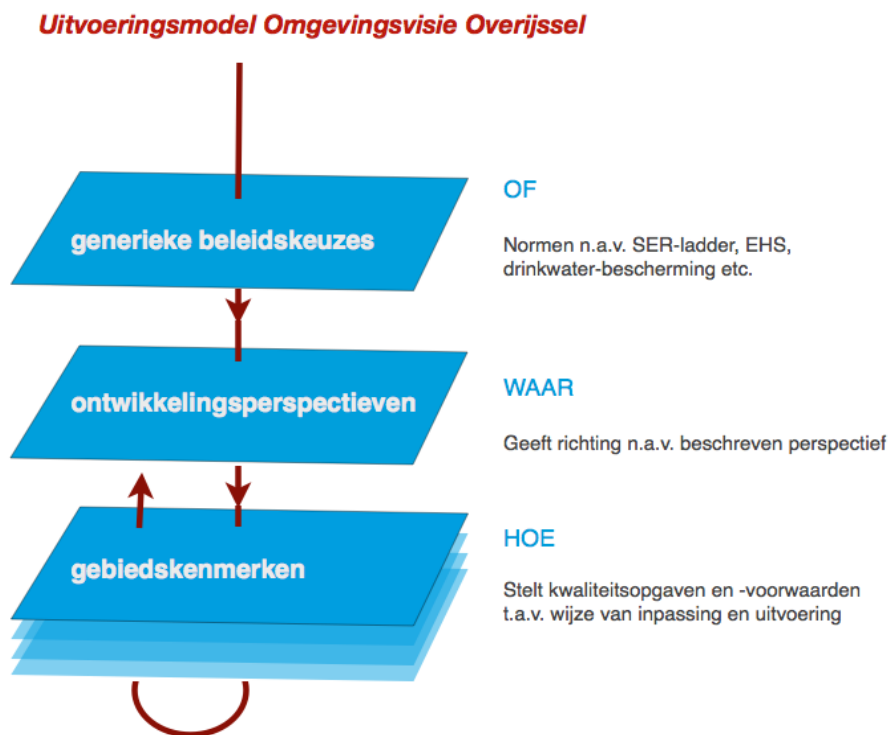 Uitvoeringsmodel Omgevingsvisie Overijssel
generieke beleidskeuzes
OF
Normen n.a.v. SER-ladder, EHS,
drinkwater-bescherming etc.
ontwikkelingsperspectieven
WAAR
Geeft richting n.a.v. beschreven perspectief
gebiedskenmerken
HOE
Stelt kwaliteitsopgaven en -voorwaarden
t.a.v. wijze van inpassing en uitvoering